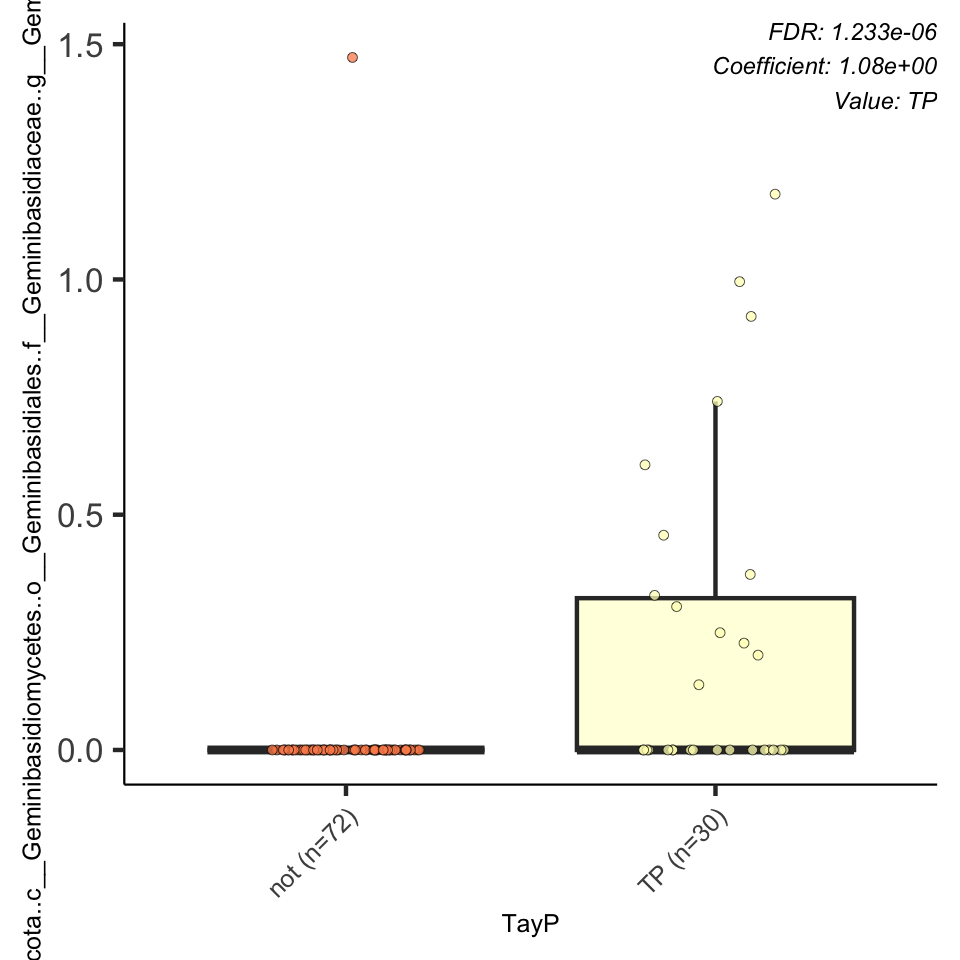 FDR: 1.233e-06
Coefficient: 1.08e+00
Value: TP
cota..c__Geminibasidiomycetes..o__Geminibasidiales..f__Geminibasidiaceae..g__Gem
1.5
1.0
0.5
0.0
not (n=72)
TP (n=30)
TayP